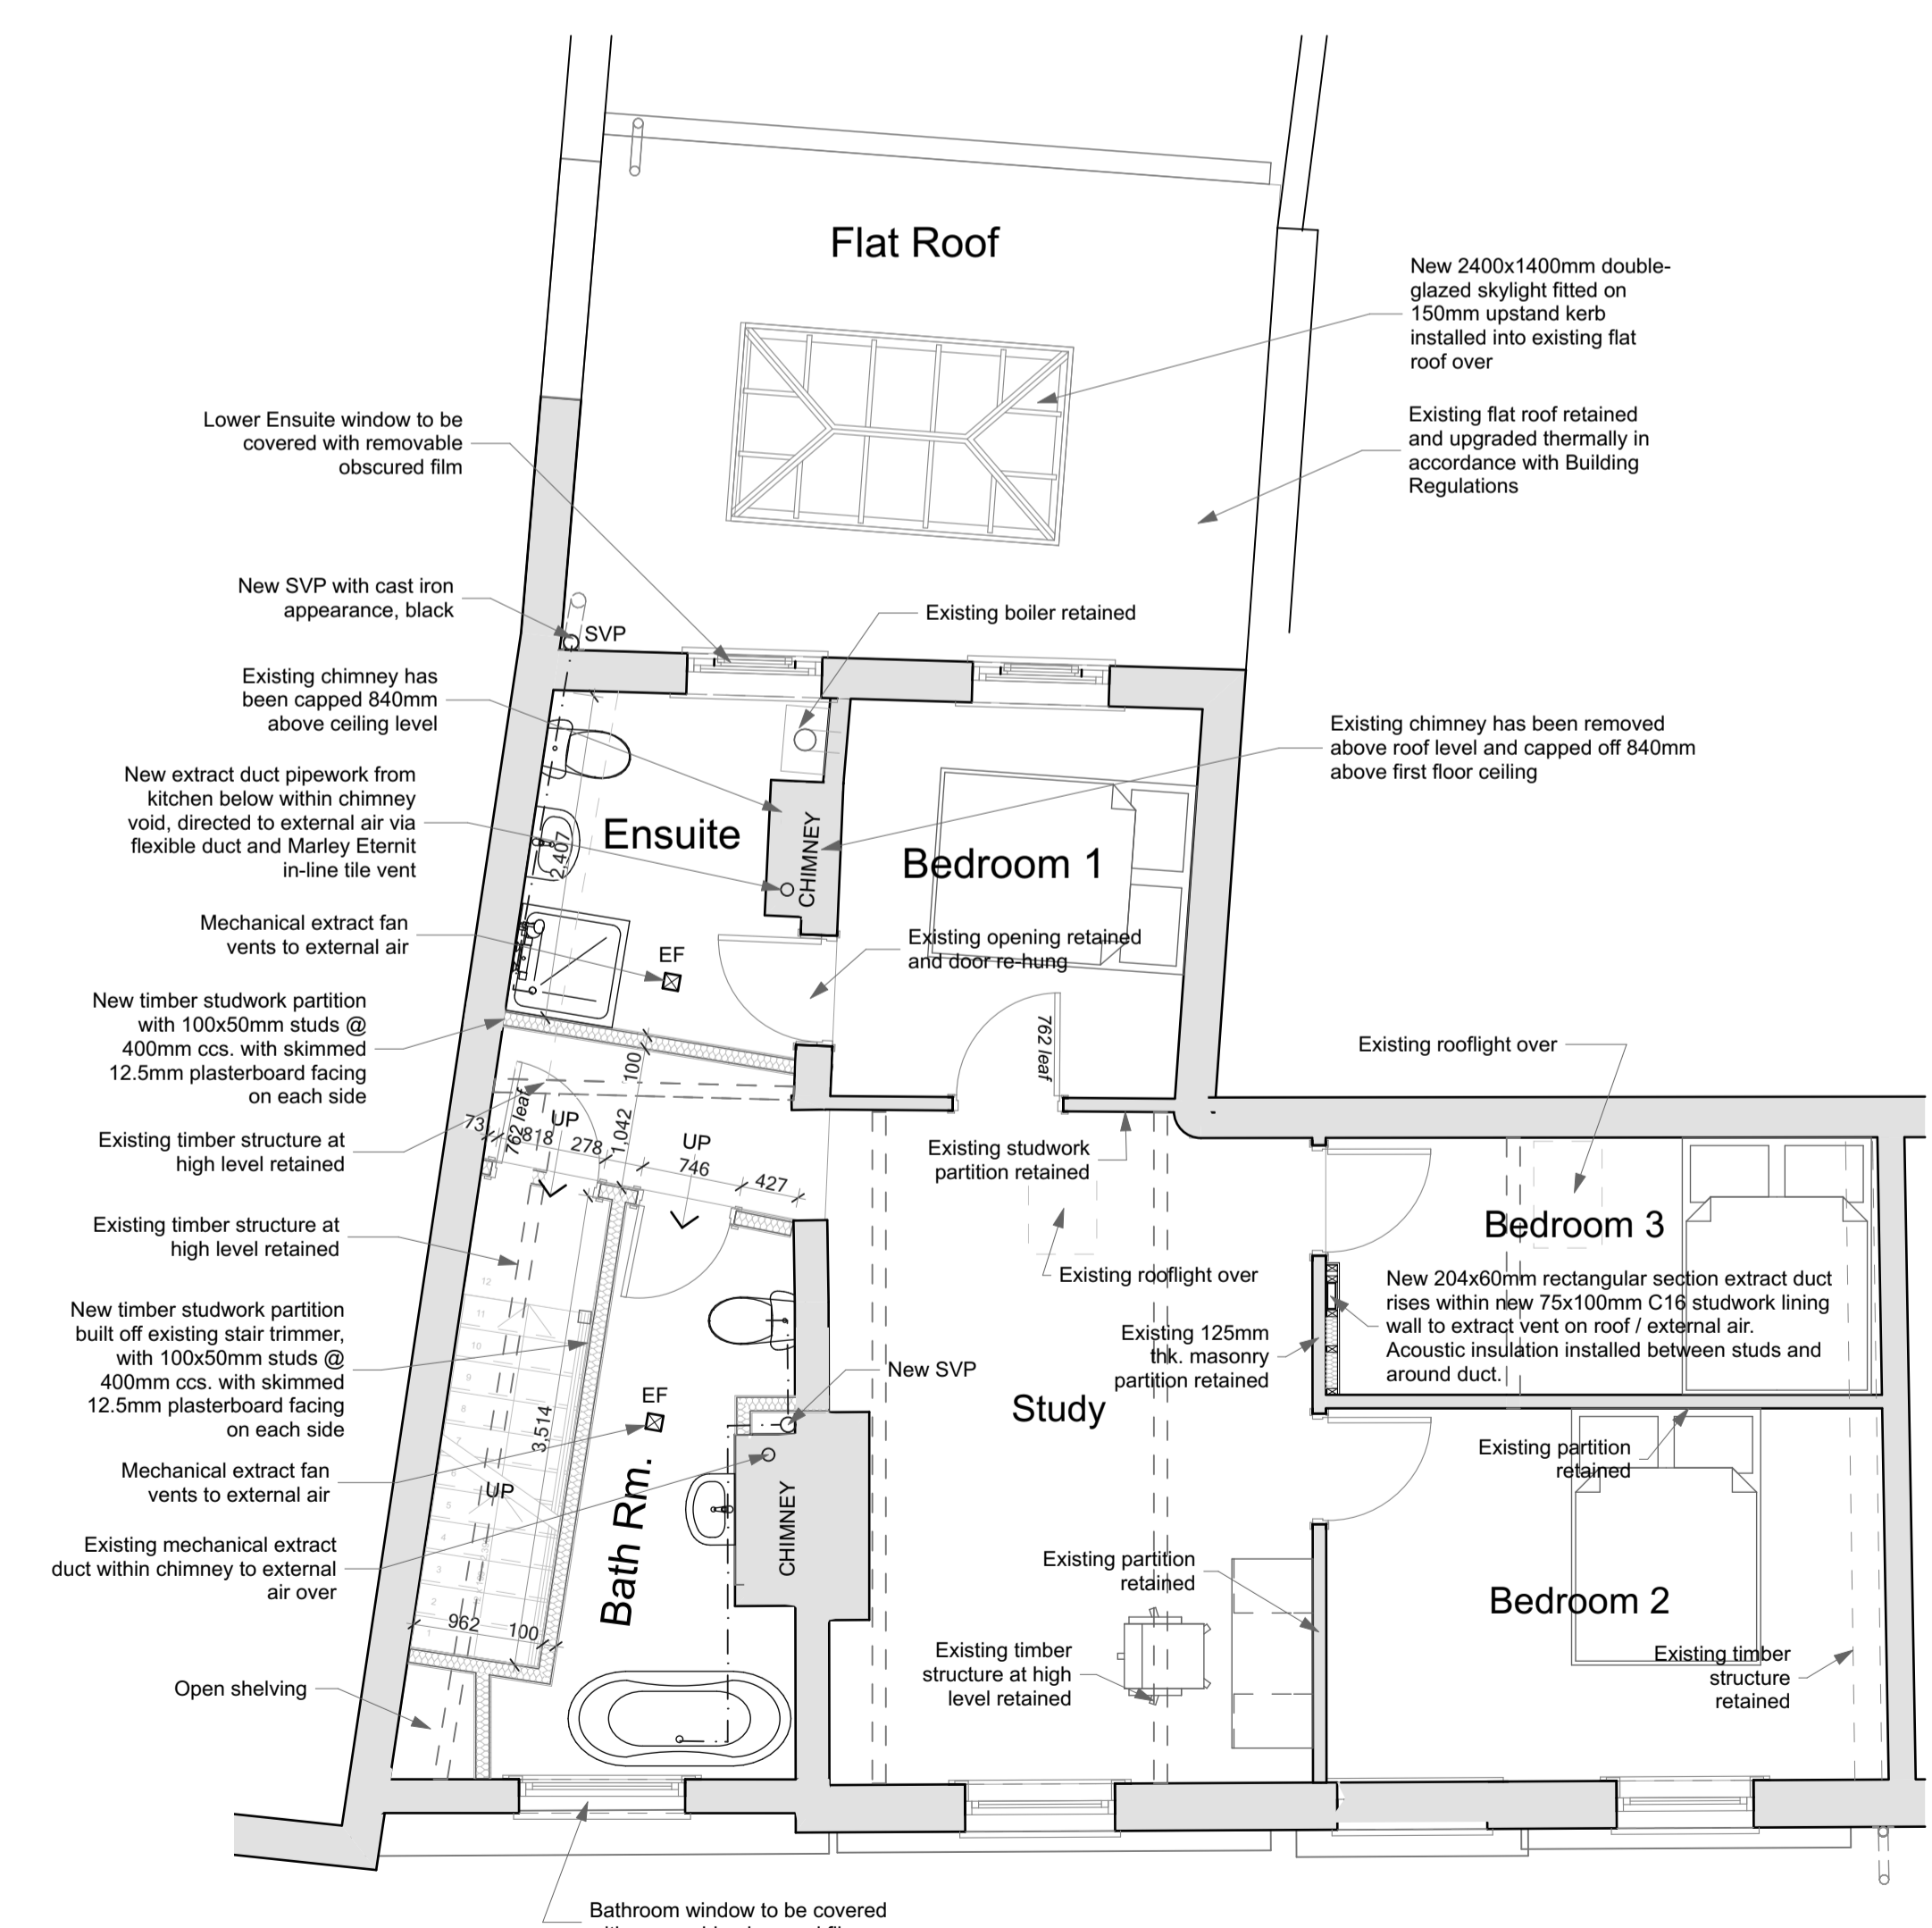 Flat Roof
New 2400x1400mm double-
glazed skylight fitted on
150mm upstand kerb
installed into existing flat
roof over
Existing flat roof retained
and upgraded thermally in
accordance with Building
Regulations
Lower Ensuite window to be
covered with removable
obscured film
New SVP with cast iron
appearance, black
SVP
Existing boiler retained
Existing chimney has
been capped 840mm
above ceiling level
Existing chimney has been removed
above roof level and capped off 840mm
above first floor ceiling
New extract duct pipework from
kitchen below within chimney
void, directed to external air via
flexible duct and Marley Eternit
in-line tile vent
Ensuite
2,407
CHIMNEY
Bedroom 1
Mechanical extract fan
vents to external air
EF
Existing opening retained
and door re-hung
New timber studwork partition
with 100x50mm studs @
400mm ccs. with skimmed
12.5mm plasterboard facing
on each side
762 leaf
Existing rooflight over
100
Existing timber structure at
high level retained
73
762 leaf
UP
818
278
1,042
UP
746
427
Existing studwork
partition retained
Existing timber structure at
high level retained
Bedroom 3
Existing rooflight over
New 204x60mm rectangular section extract duct
rises within new 75x100mm C16 studwork lining
wall to extract vent on roof / external air.
Acoustic insulation installed between studs and
around duct.
New timber studwork partition
built off existing stair trimmer,
with 100x50mm studs @
400mm ccs. with skimmed
12.5mm plasterboard facing
on each side
12
11
10
9
8
7
6
5
4
3
2
1
Existing 125mm
thk. masonry
partition retained
New SVP
EF
3,514
Study
UP
Bath Rm.
CHIMNEY
Existing partition
retained
Mechanical extract fan
vents to external air
Existing mechanical extract
duct within chimney to external
air over
Existing partition
retained
Bedroom 2
962
100
Existing timber
structure at high
level retained
Existing timber
structure
retained
Open shelving
Bathroom window to be covered